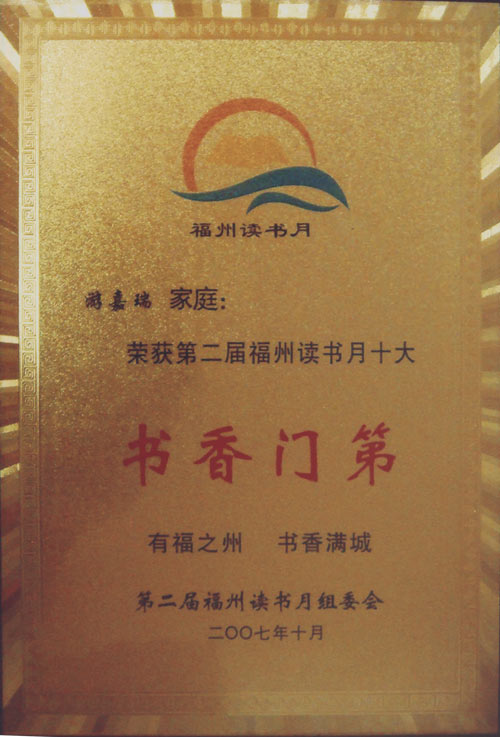 福州读书月
游嘉瑞 家庭：
荣获第二届福州读书月十大
书香门第
有福之州 书香满城
第二届福州读书月组委会
二〇〇七年十月